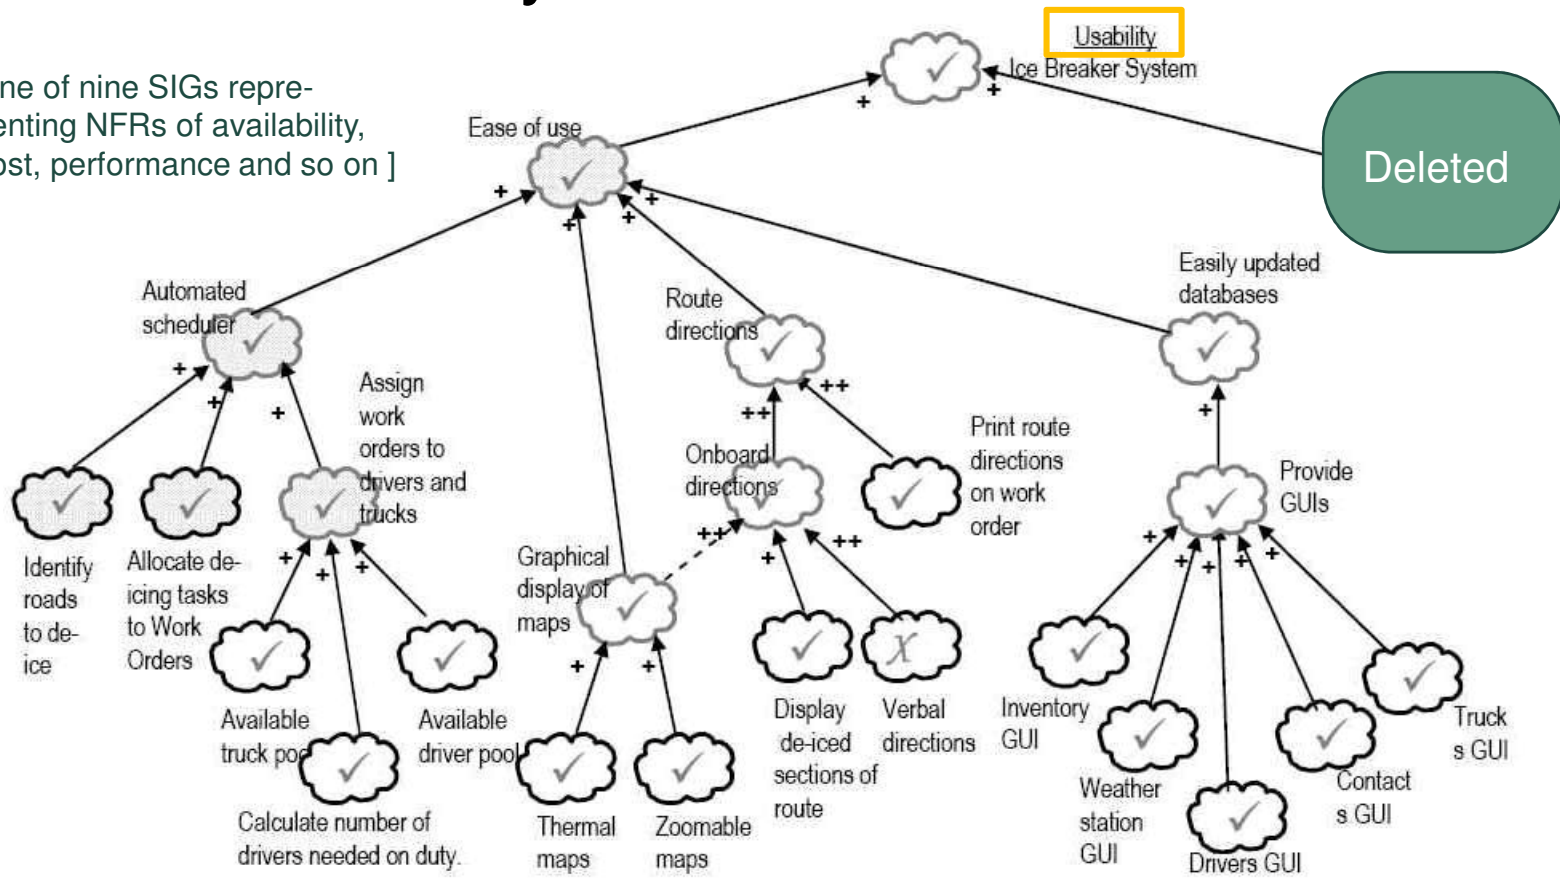 Usability
Ice Breaker System
ne of nine SIGs repre-
enting NFRs of availability,
ost, performance and so on ]
Deleted
+
+
Ease of use
+
+
+
+
Automated
scheduler
Route
directions
Easily updated
databases
+
+
+
Assign
work
orders to
drivers and
trucks
++
++
Print route
directions
on work
order
+
Onboard
directions
Provide
GUIs
Identify
roads
to de-
ice
Allocate de-
icing tasks
to Work
Orders
+
+
+
Graphical
display of
maps
++
+
++
+
+
+
+
+
x
Available
truck poo
Available
driver pool
+
+
Display
de-iced
sections of
route
Verbal
directions
Inventory
GUI
Truck
s GUI
Calculate number of
drivers needed on duty.
Thermal
maps
Zoomable
maps
Weather
station
GUI
Contact
s GUI
Drivers GUI